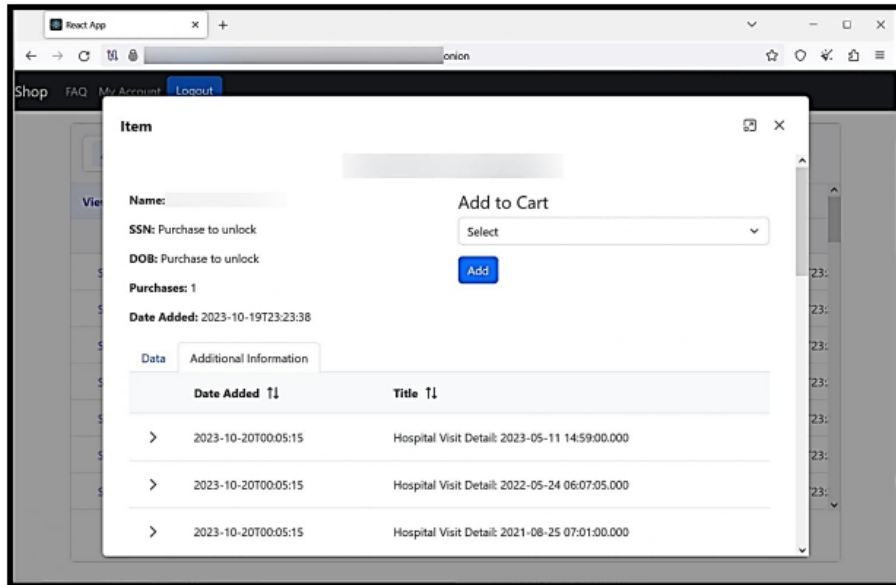 React App
onion
Shop FAQ My Account Logout
Item
Name:
Add to Cart
SSN: Purchase to unlock
Select
DOB: Purchase to unlock
Add
Purchases: 1
Date Added: 2023-10-19T23:23:38
Data Additional Information
Date Added Title
2023-10-20T00:05:15 Hospital Visit Detail: 2023-05-11 14:59:00.000
2023-10-20T00:05:15 Hospital Visit Detail: 2022-05-24 06:07:05.000
2023-10-20T00:05:15 Hospital Visit Detail: 2021-08-25 07:01:00.000